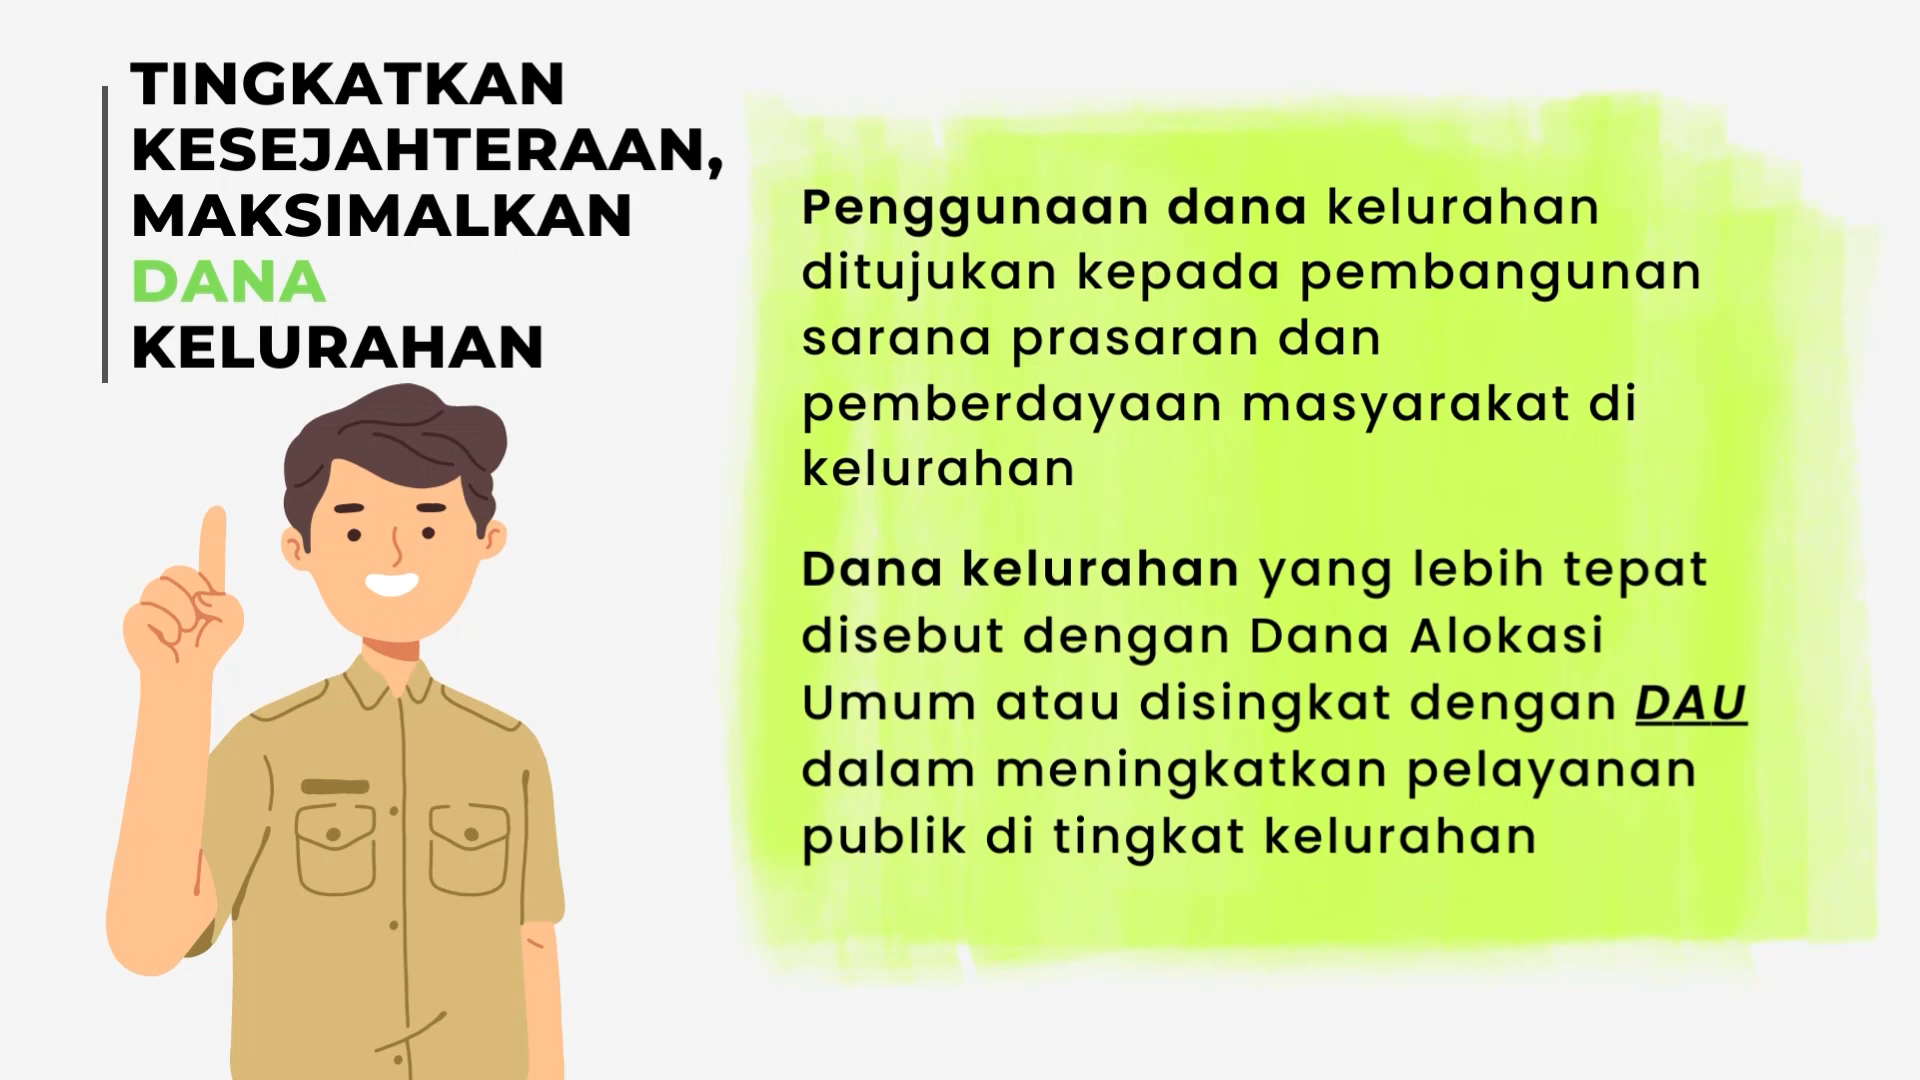 TINGKATKAN
KESEJAHTERAAN,
MAKSIMALKAN
DANA
KELURAHAN
Penggunaan dana kelurahan
ditujukan kepada pembangunan
sarana prasaran dan
pemberdayaan masyarakat di
kelurahan
Dana kelurahan yang lebih tepat
disebut dengan Dana Alokasi
Umum atau disingkat dengan DAU
dalam meningkatkan pelayanan
publik di tingkat kelurahan